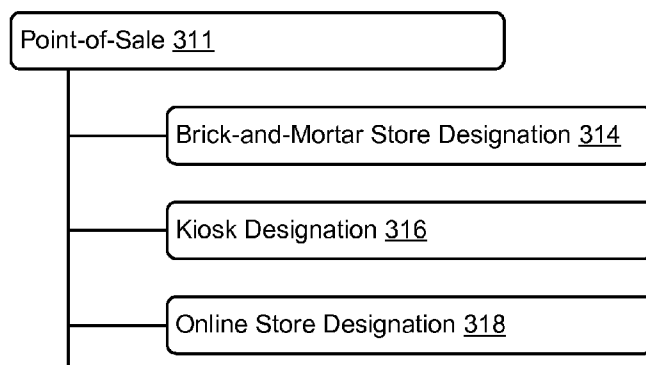 Point-of-Sale 311
Brick-and-Mortar Store Designation 314
Kiosk Designation 316
Online Store Designation 318